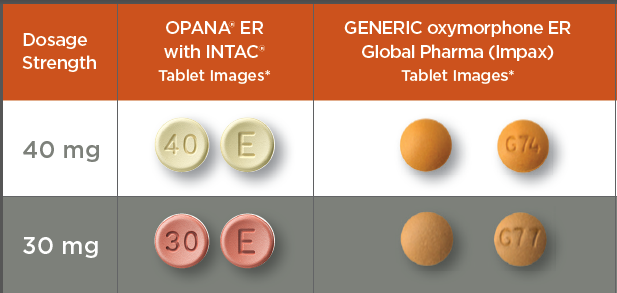 Dosage
Strength
OPANA® ER
with INTAC®
Tablet Images*
GENERIC oxymorphone ER
Global Pharma (Impax)
Tablet Images*
40 mg
40
E
G74
30 mg
30
E
G77